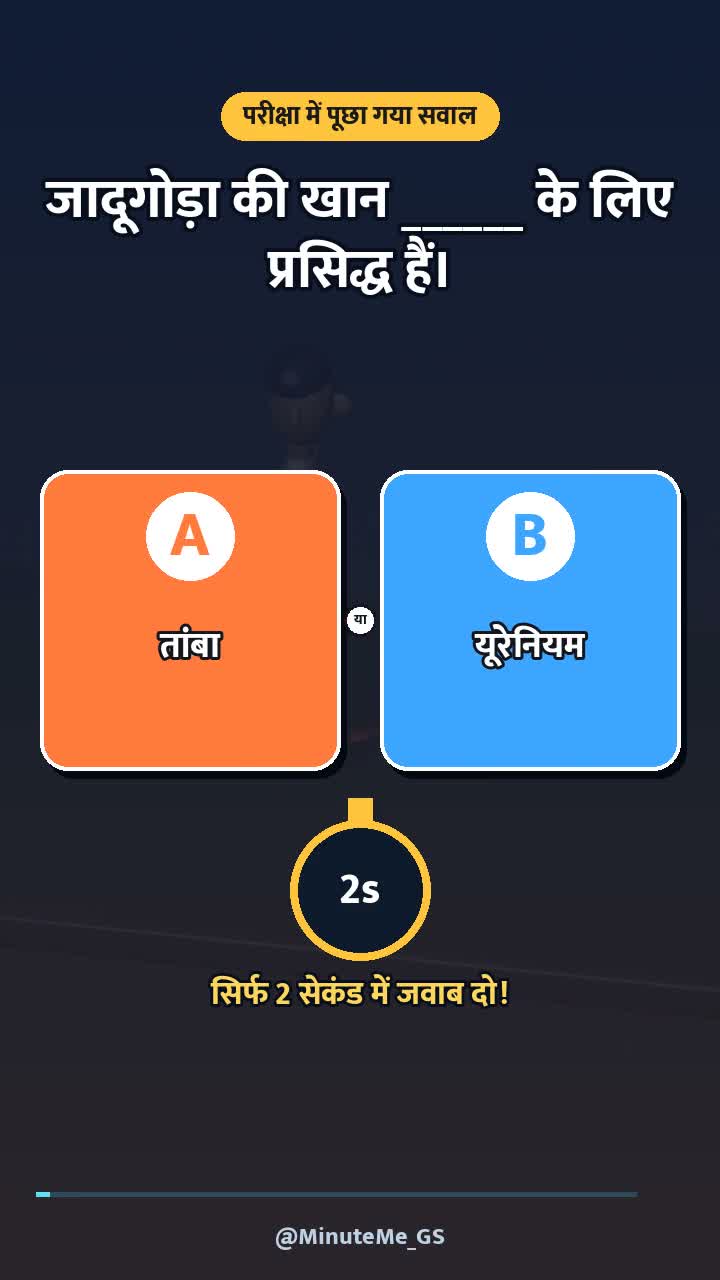 परीक्षा में पूछा गया सवाल
जादूगोड़ा की खान _____ के लिए
प्रसिद्ध हैं।
A
B
तांबा
या
यूरेनियम
2s
सिर्फ 2 सेकंड में जवाब दो!
@MinuteMe_GS